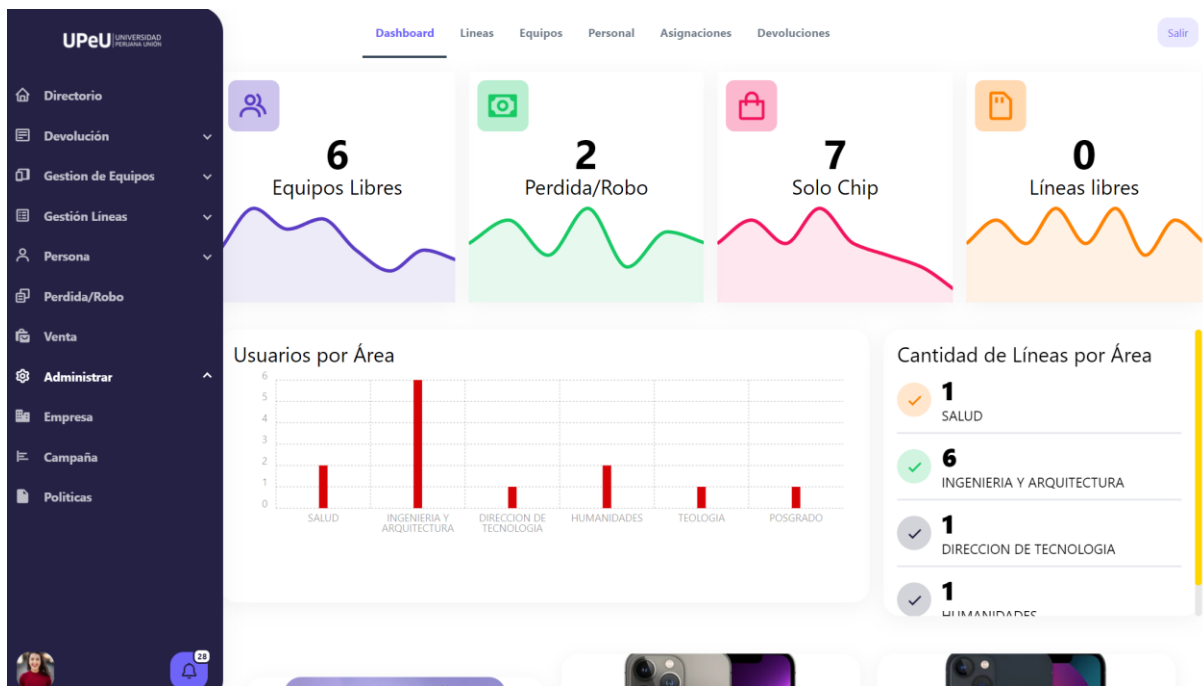 UPeU UNIVERSIDAD
PERUANA UNIÓN
Directorio
Devolución
Gestion de Equipos
Gestión Líneas
Persona
Perdida/Robo
Venta
Administrar
Empresa
Campaña
Politicas
28
Dashboard Lineas Equipos Personal Asignaciones Devoluciones Salir
6
Equipos Libres
2
Perdida/Robo
7
Solo Chip
0
Líneas libres
Usuarios por Área
6
5
4
3
2
1
0
SALUD
INGENIERIA Y
ARQUITECTURA
DIRECCION DE
TECNOLOGIA
HUMANIDADES
TEOLOGIA
POSGRADO
Cantidad de Líneas por Área
1
SALUD
6
INGENIERIA Y ARQUITECTURA
1
DIRECCION DE TECNOLOGIA
1
HUMANIDADES